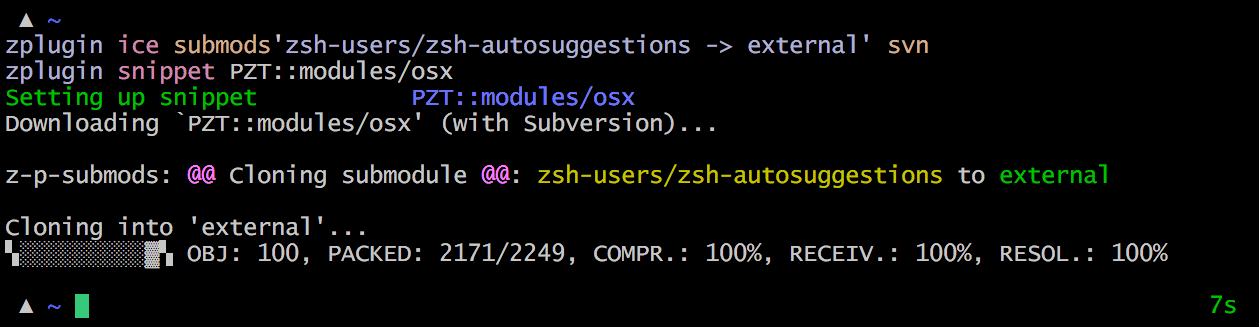 ▲ ~
zplugin ice submods'zsh-users/zsh-autosuggestions -> external' svn
zplugin snippet PZT::modules/osx
Setting up snippet PZT::modules/osx
Downloading `PZT::modules/osx' (with Subversion)...
z-p-submods: @@ Cloning submodule @@: zsh-users/zsh-autosuggestions to external
Cloning into 'external'...
▚░░░░░░░░░▓▚ OBJ: 100, PACKED: 2171/2249, COMPR.: 100%, RECEIV.: 100%, RESOL.: 100%
▲ ~ 7s